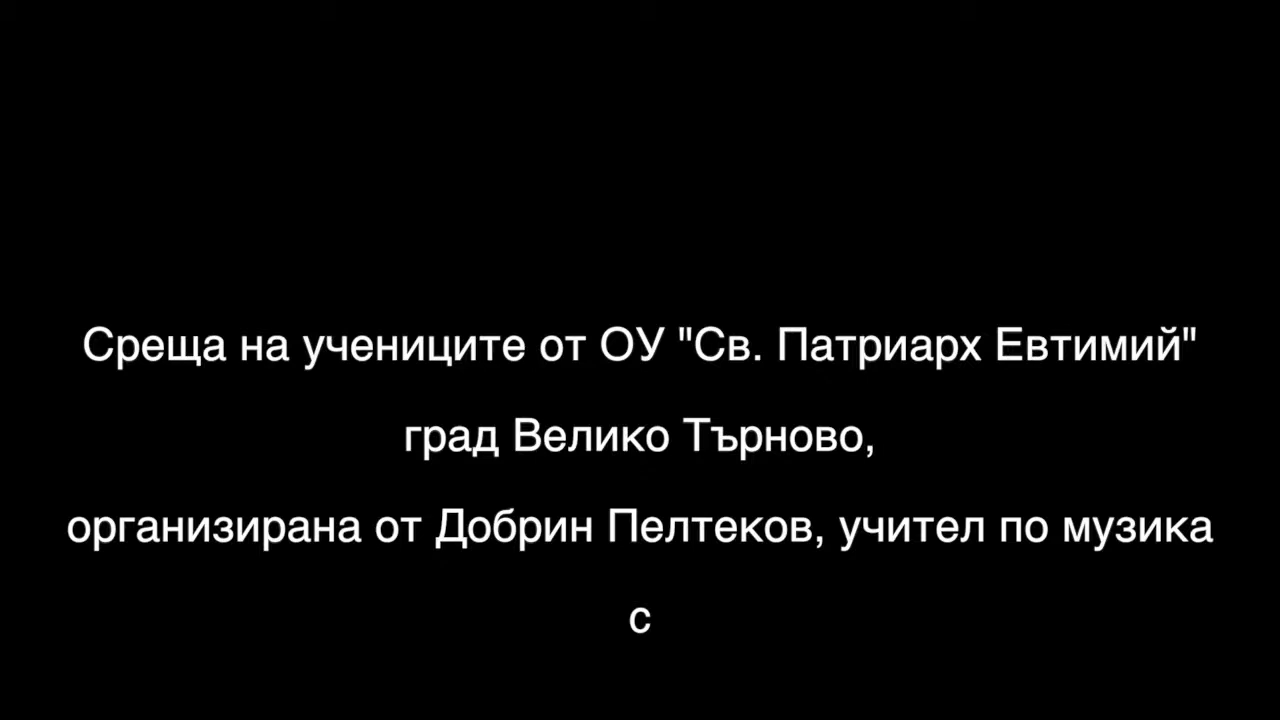 Среща на учениците от ОУ "Св. Патриарх Евтимий"
град Велико Търново,
организирана от Добрин Пелтеков, учител по музика
с